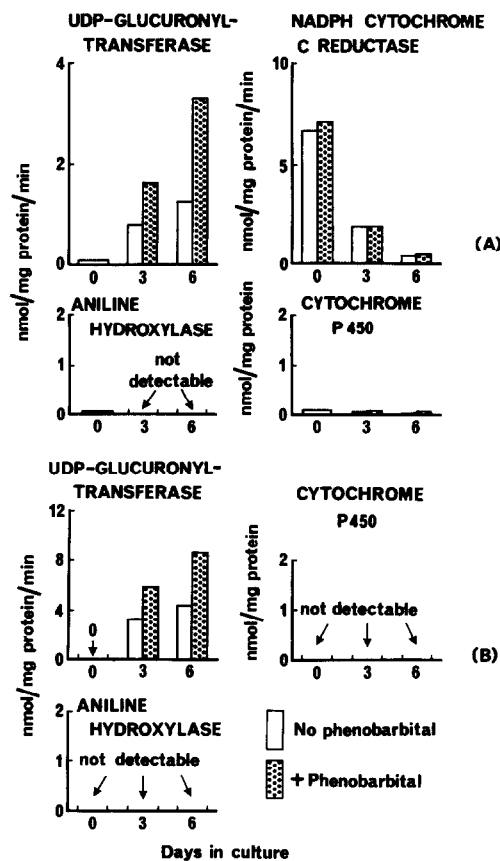 UDP-GLUCURONYL-
TRANSFERASE
nmol/mg protein/min
4
2
0
0
3
6
NADPH CYTOCHROME
C REDUCTASE
nmol/mg protein/min
10
5
0
0
3
6
(A)
ANILINE
HYDROXYLASE
not
detectable
2
1
0
0
3
6
CYTOCHROME
P 450
nmol/mg protein
2
1
0
0
3
6
UDP-GLUCURONYL-
TRANSFERASE
nmol/mg protein/min
12
8
4
0
0
0
3
6
CYTOCHROME
P450
nmol/mg protein
2
1
0
not detectable
0
3
6
(B)
ANILINE
HYDROXYLASE
2
1
0
not detectable
0
3
6
Days in culture
No phenobarbital
+ Phenobarbital